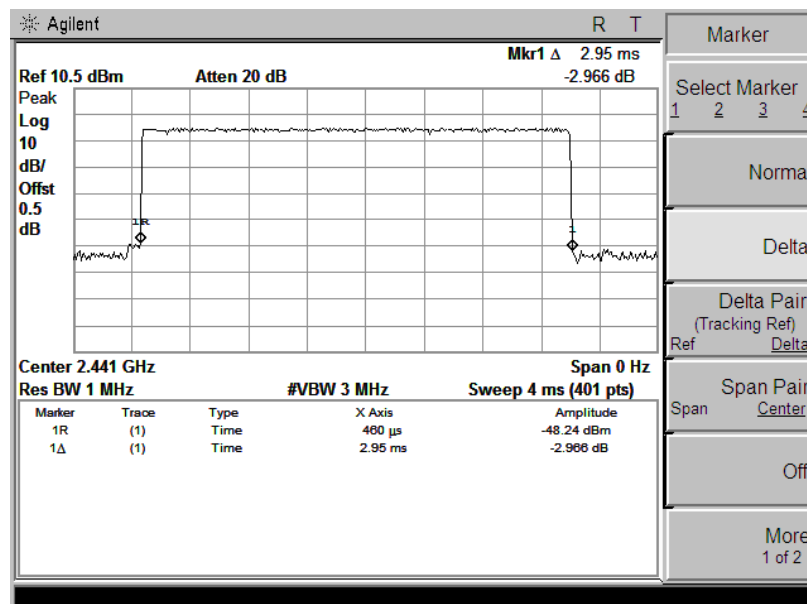 Agilent
R T
Mkr1 Δ 2.95 ms
Ref 10.5 dBm Atten 20 dB -2.966 dB
Peak
Log
10
dB/
Offst
0.5
dB
1R
1
Center 2.441 GHz Span 0 Hz
Res BW 1 MHz #VBW 3 MHz Sweep 4 ms (401 pts)
Marker Trace Type X Axis Amplitude
1R (1) Time 460 µs -48.24 dBm
1Δ (1) Time 2.95 ms -2.966 dB
Marker
Select Marker
1 2 3 4
Norma
Delta
Delta Pair
(Tracking Ref)
Ref Delta
Span Pair
Span Center
Off
More
1 of 2